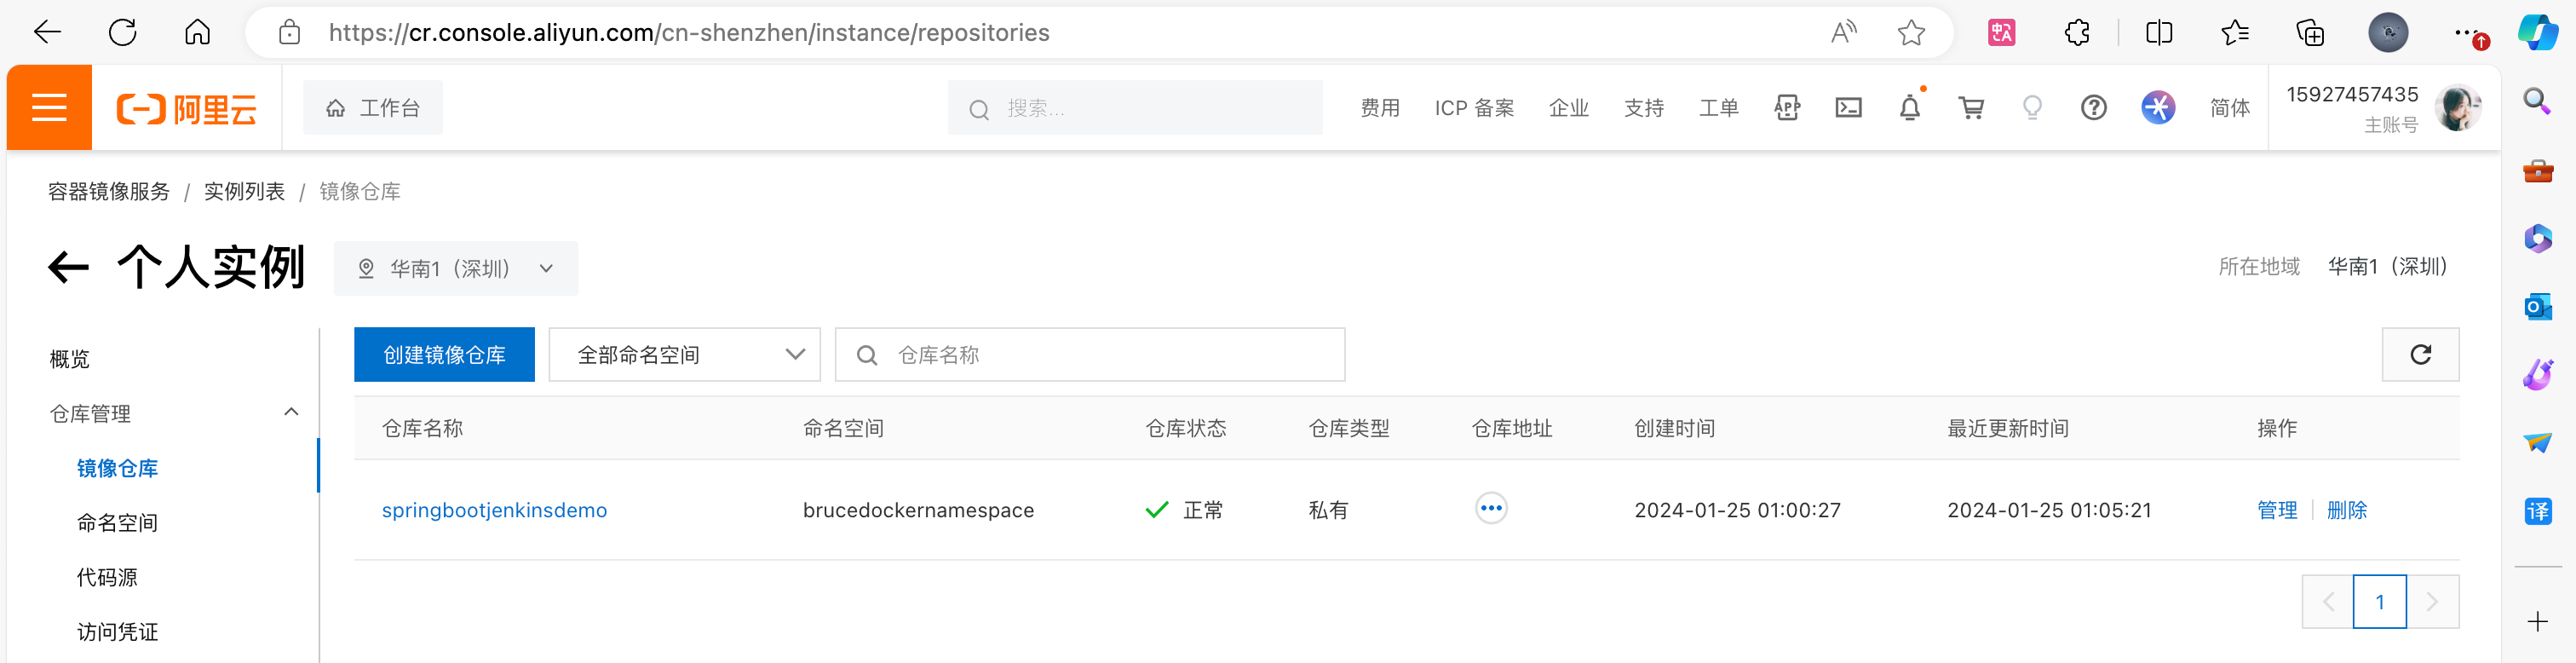 https://cr.console.aliyun.com/cn-shenzhen/instance/repositories
阿里云 工作台 搜索... 费用 ICP 备案 企业 支持 工单 APP 简体 15927457435
主账号
容器镜像服务 / 实例列表 / 镜像仓库
个人实例 华南1（深圳） 所在地域 华南1（深圳）
概览
仓库管理
镜像仓库
命名空间
代码源
访问凭证
创建镜像仓库 全部命名空间 仓库名称
仓库名称 命名空间 仓库状态 仓库类型 仓库地址 创建时间 最近更新时间 操作
springbootjenkinsdemo brucedockernamespace 正常 私有 2024-01-25 01:00:27 2024-01-25 01:05:21 管理 删除
1
译